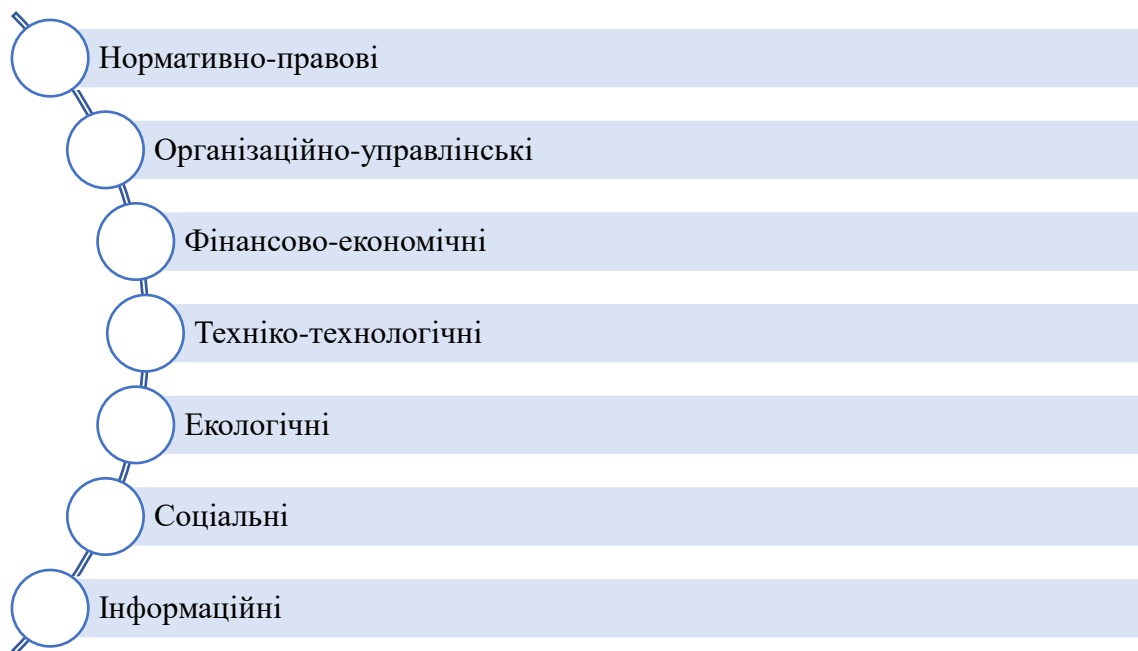 Нормативно-правові
Організаційно-управлінські
Фінансово-економічні
Техніко-технологічні
Екологічні
Соціальні
Інформаційні